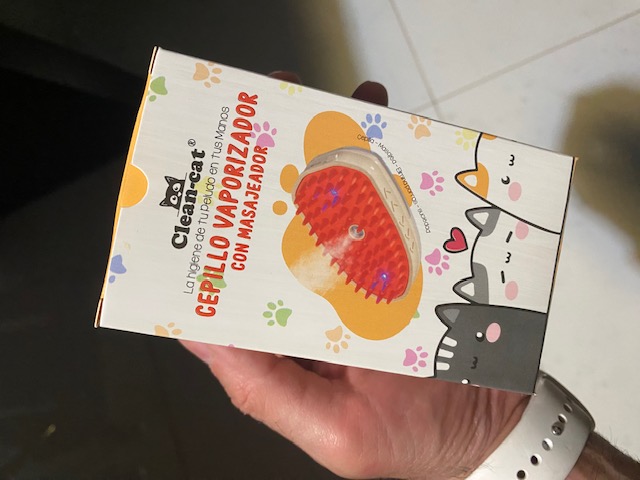 Clean-cat®
La higiene de tu peludo en tus Manos
CEPILLO VAPORIZADOR
CON MASAJEADOR